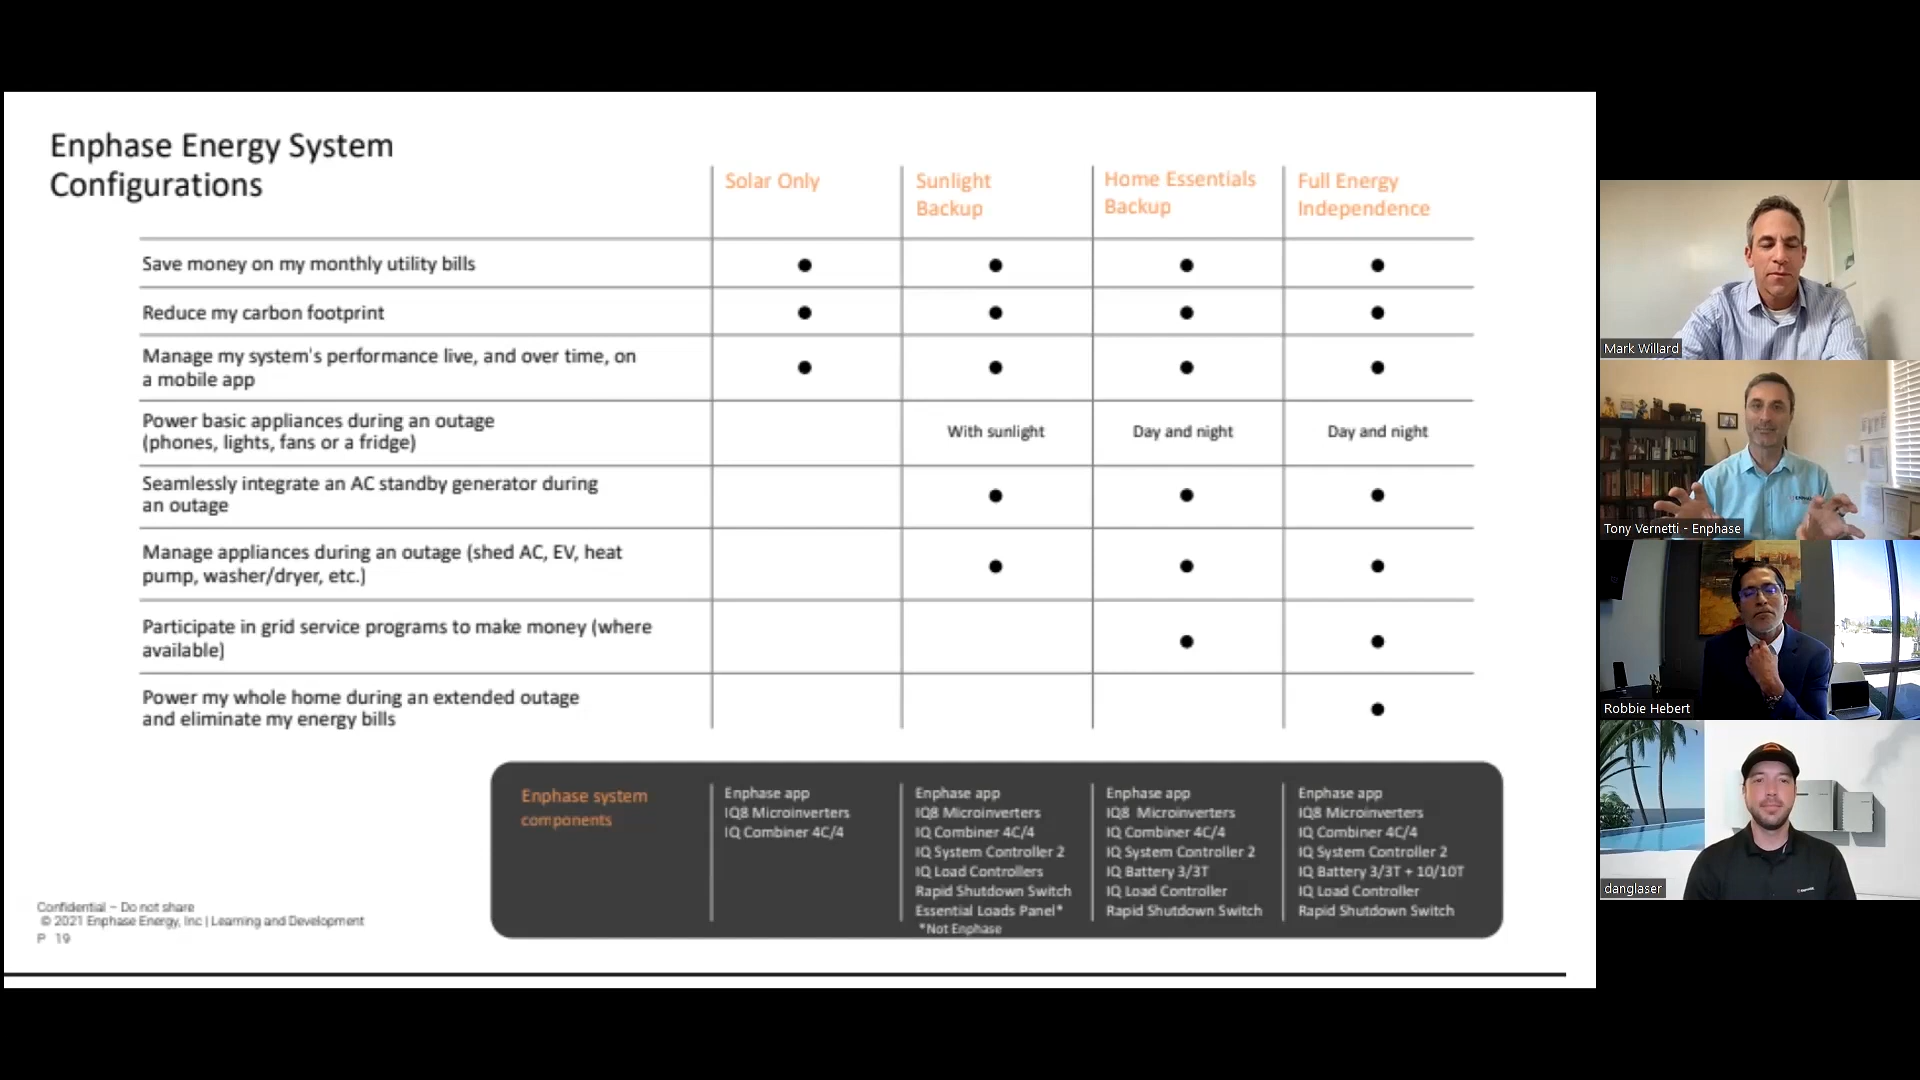 Enphase Energy System
Configurations
Solar Only
Sunlight
Backup
Home Essentials
Backup
Full Energy
Independence
Save money on my monthly utility bills
Reduce my carbon footprint
Manage my system's performance live, and over time, on
a mobile app
Power basic appliances during an outage
(phones, lights, fans or a fridge)
With sunlight
Day and night
Day and night
Seamlessly integrate an AC standby generator during
an outage
Manage appliances during an outage (shed AC, EV, heat
pump, washer/dryer, etc.)
Participate in grid service programs to make money (where
available)
Power my whole home during an extended outage
and eliminate my energy bills
Enphase system
components
Enphase app
IQ8 Microinverters
IQ Combiner 4C/4
Enphase app
IQ8 Microinverters
IQ Combiner 4C/4
IQ System Controller 2
IQ Load Controllers
Rapid Shutdown Switch
Essential Loads Panel*
*Not Enphase
Enphase app
IQ8 Microinverters
IQ Combiner 4C/4
IQ System Controller 2
IQ Battery 3/3T
IQ Load Controller
Rapid Shutdown Switch
Enphase app
IQ8 Microinverters
IQ Combiner 4C/4
IQ System Controller 2
IQ Battery 3/3T + 10/10T
IQ Load Controller
Rapid Shutdown Switch
Confidential – Do not share
© 2021 Enphase Energy, Inc | Learning and Development
P 19
Mark Willard
Tony Vernetti - Enphase
Robbie Hebert
danglaser